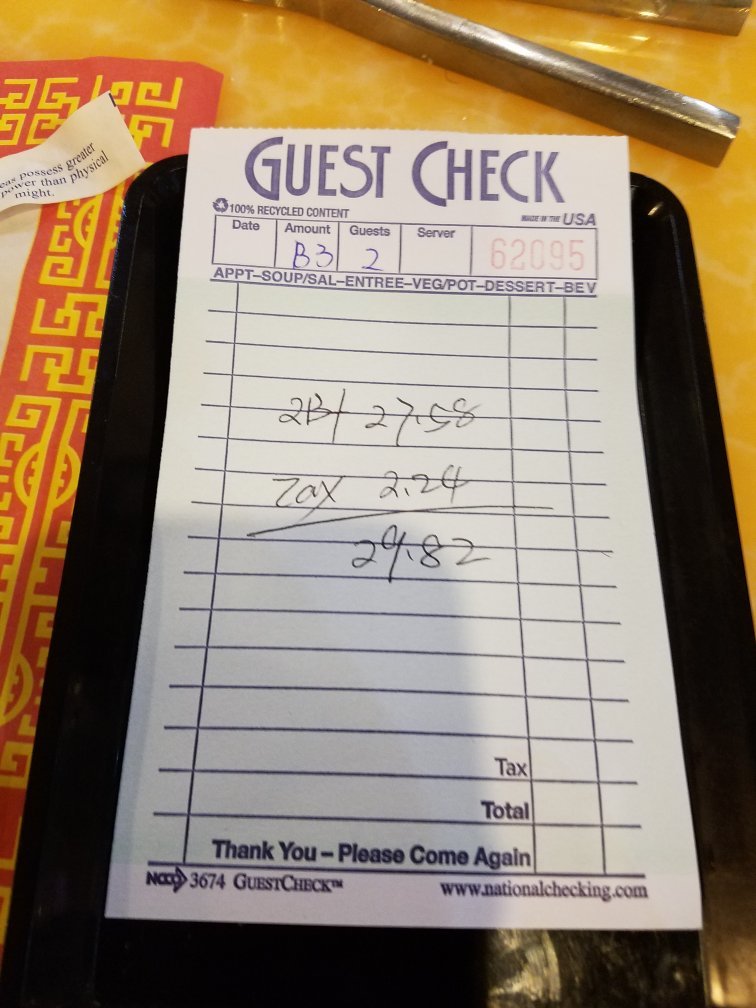 eas possess greater
power than physical
might.
GUEST CHECK
100% RECYCLED CONTENT
MADE IN THE USA
Date Amount Guests Server
B3 2 62095
APPT–SOUP/SAL–ENTREE–VEG/POT–DESSERT–BEV
27.58
Tax 2.24
29.82
Tax
Total
Thank You – Please Come Again
NCCO 3674 GUESTCHECK™ www.nationalchecking.com